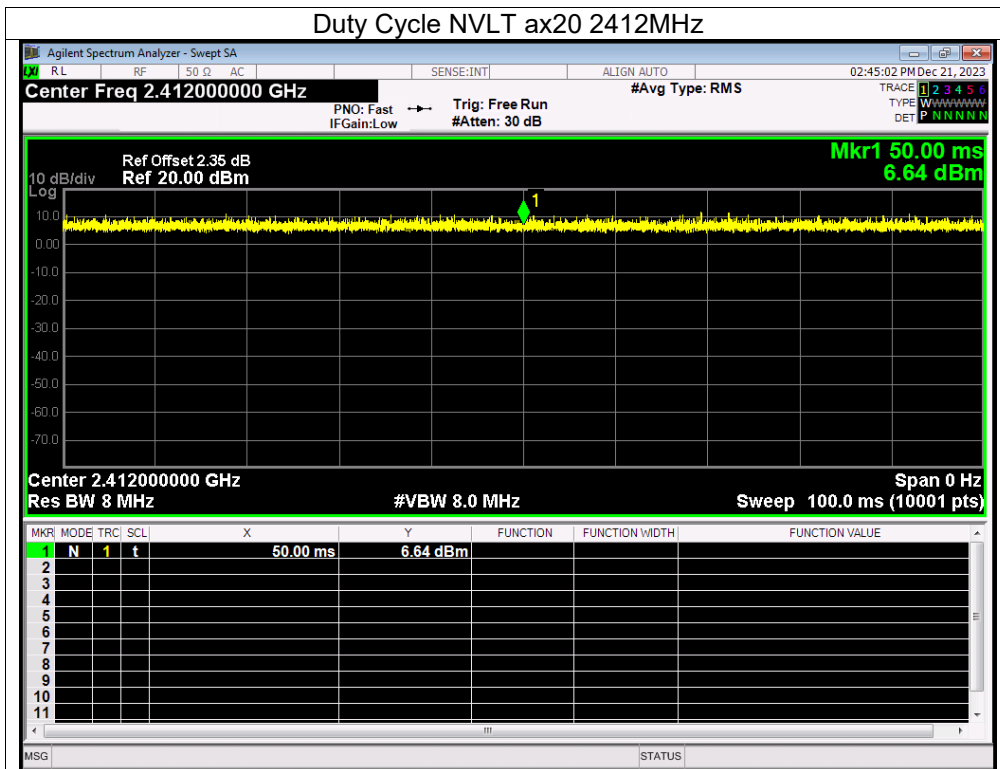 Duty Cycle NVLT ax20 2412MHz
Agilent Spectrum Analyzer - Swept SA
LXI RL RF 50 Ω AC SENSE:INT ALIGN AUTO 02:45:02 PM Dec 21, 2023
Center Freq 2.412000000 GHz #Avg Type: RMS TRACE 1 2 3 4 5 6
PNO: Fast Trig: Free Run TYPE WWWWWW
IFGain:Low #Atten: 30 dB DET P N N N N N
Mkr1 50.00 ms
Ref Offset 2.35 dB
10 dB/div Ref 20.00 dBm 6.64 dBm
Log
1
10.0
0.00
-10.0
-20.0
-30.0
-40.0
-50.0
-60.0
-70.0
Center 2.412000000 GHz Span 0 Hz
Res BW 8 MHz #VBW 8.0 MHz Sweep 100.0 ms (10001 pts)
MKR MODE TRC SCL X Y FUNCTION FUNCTION WIDTH FUNCTION VALUE
1 N 1 t 50.00 ms 6.64 dBm
2
3
4
5
6
7
8
9
10
11
MSG STATUS